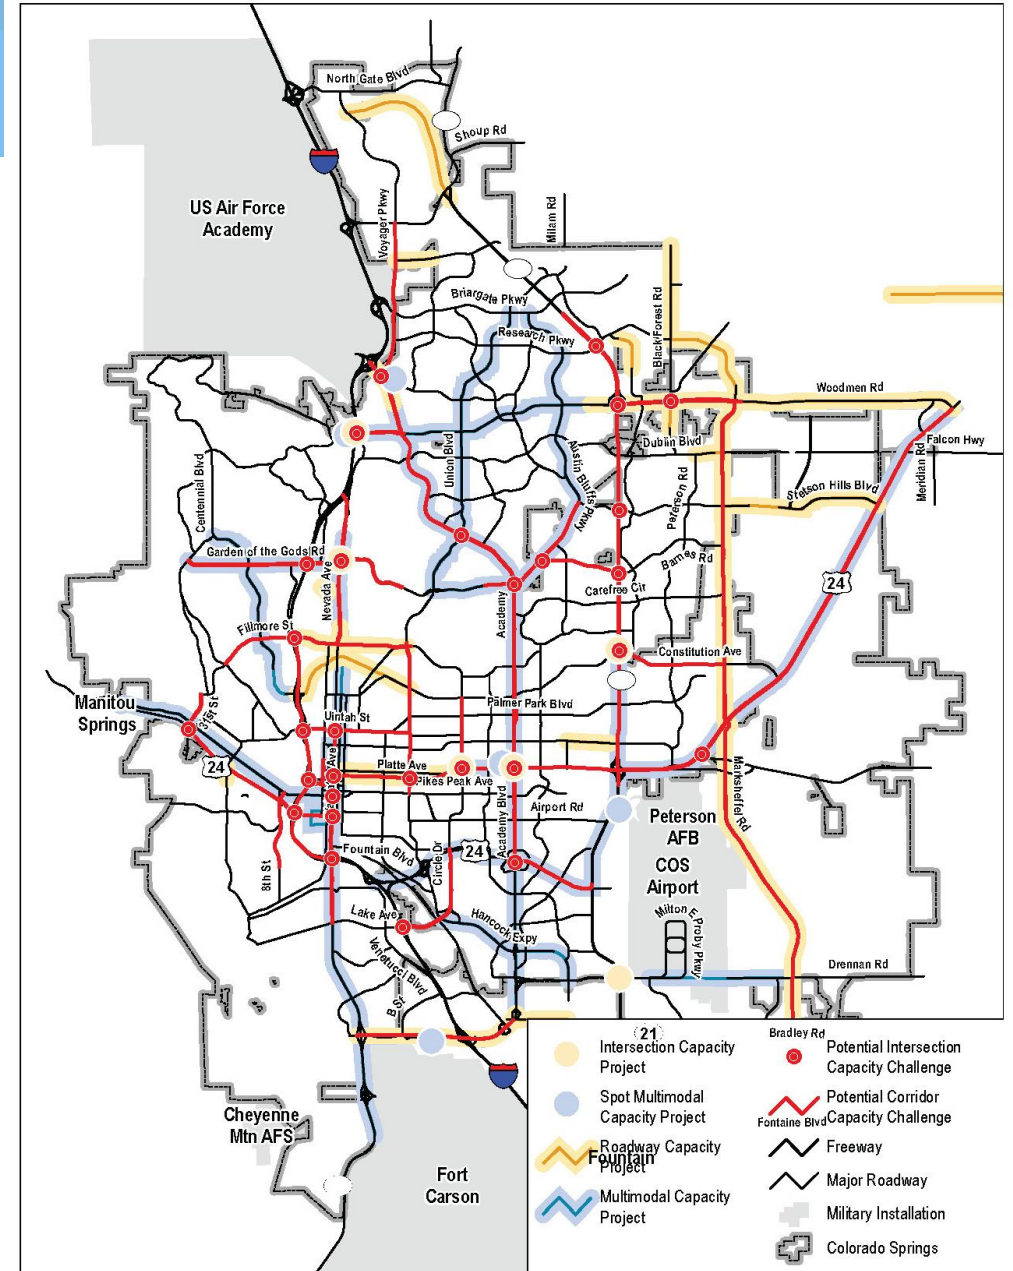 North Gate Blvd
Shoup Rd
US Air Force
Academy
Voyager Pkwy
Milam Rd
Briargate Pkwy
Research Pkwy
Black Forest Rd
Woodmen Rd
Falcon Hwy
Meridian Rd
Dublin Blvd
Union Blvd
Austin Bluffs Pkwy
Peterson Rd
Stetson Hills Blvd
Centennial Blvd
Garden of the Gods Rd
Nevada Ave
Barnes Rd
Carefree Cir
24
Academy
Fillmore St
Constitution Ave
Manitou
Springs
31st St
Palmer Park Blvd
Uintah St
24
Platte Ave
Pikes Peak Ave
Marksheffel Rd
Airport Rd
Academy Blvd
Peterson
AFB
COS
Airport
Fountain Blvd
24
Circle Dr
8th St
Lake Ave
Hancock Expy
Milton E Proby Pkwy
Venetucci Blvd
B St
Drennan Rd
21
Bradley Rd
Intersection Capacity
Project
Potential Intersection
Capacity Challenge
Spot Multimodal
Capacity Project
Potential Corridor
Capacity Challenge
Fontaine Blvd
Roadway Capacity
Project
Fountain
Freeway
Multimodal Capacity
Project
Major Roadway
Military Installation
Colorado Springs
Cheyenne
Mtn AFS
Fort
Carson